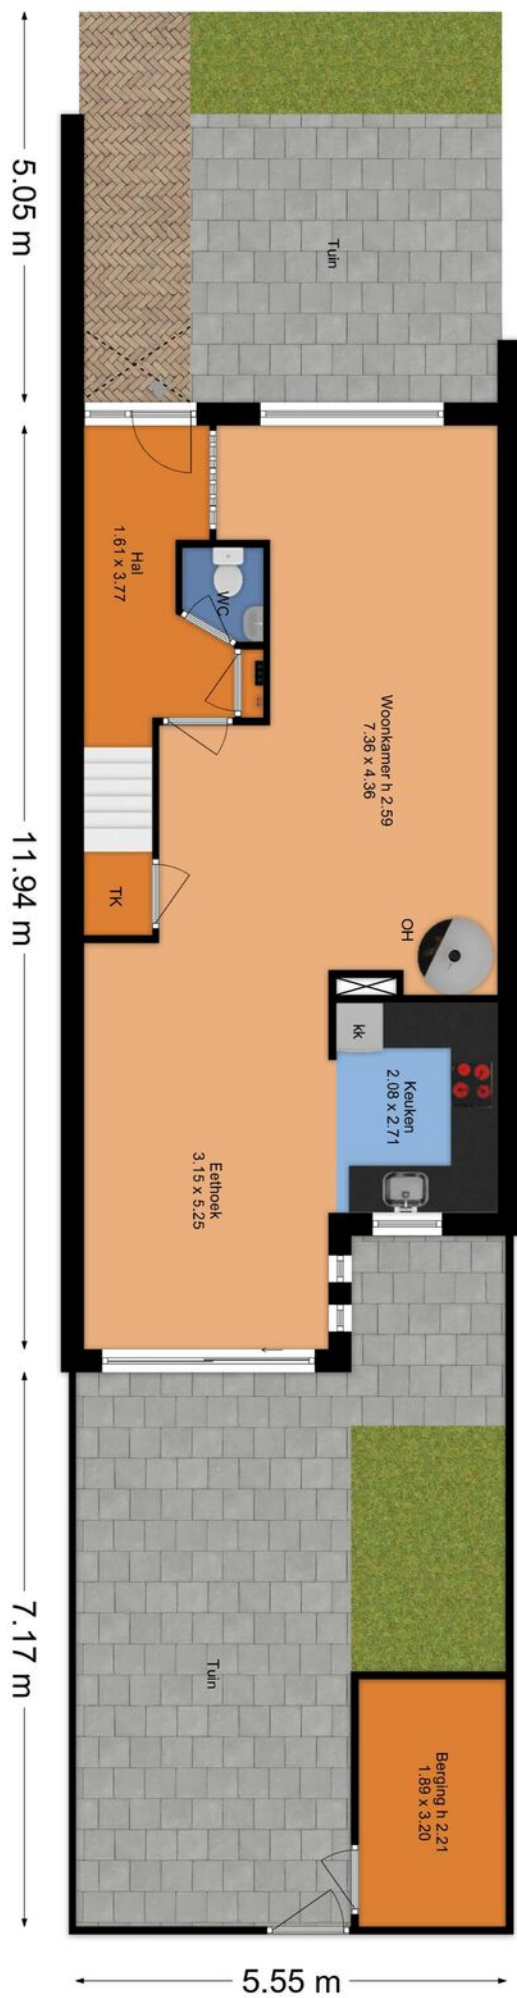 5.05 m
Tuin
Hal
1.61 x 3.77
WC
Woonkamer h 2.59
7.36 x 4.36
11.94 m
TK
OH
kk
Keuken
2.08 x 2.71
Eethoek
3.15 x 5.25
7.17 m
Tuin
Berging h 2.21
1.89 x 3.20
5.55 m